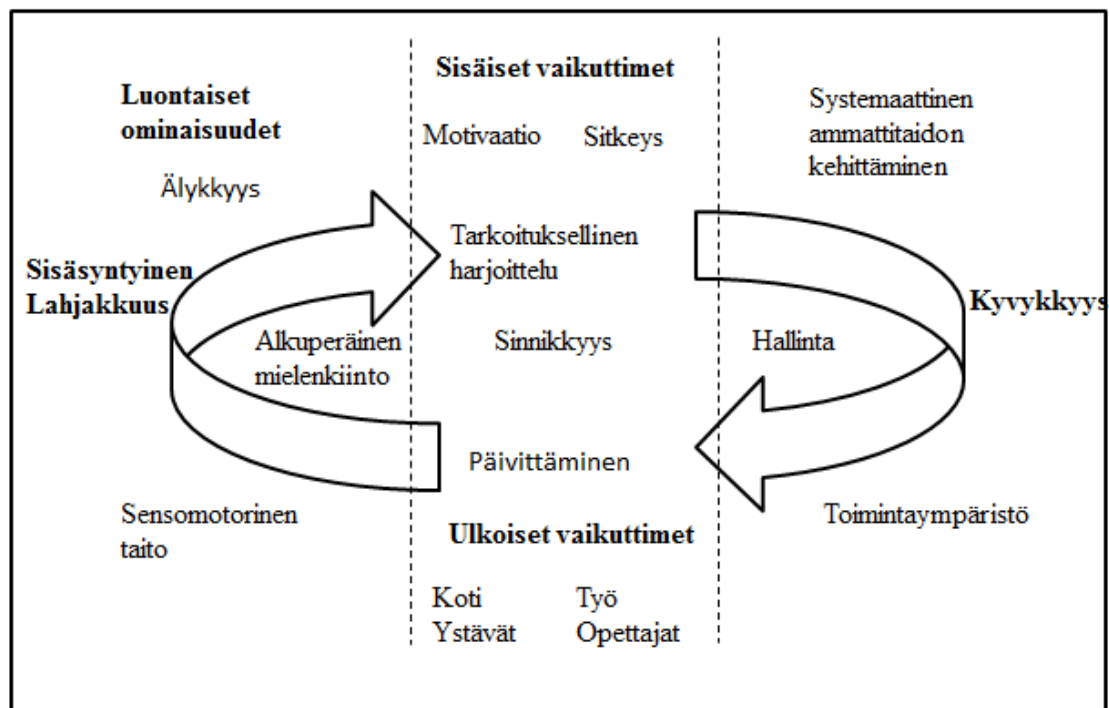 Luontaiset
ominaisuudet
Älykkyys
Sisäsyntyinen
Lahjakkuus
Alkuperäinen
mielenkiinto
Sensomotorinen
taito
Sisäiset vaikuttimet
Motivaatio Sitkeys
Tarkoituksellinen
harjoittelu
Sinnikkyys
Päivittäminen
Ulkoiset vaikuttimet
Koti Työ
Ystävät Opettajat
Systemaattinen
ammattitaidon
kehittäminen
Kyvykkyys
Hallinta
Toimintaympäristö